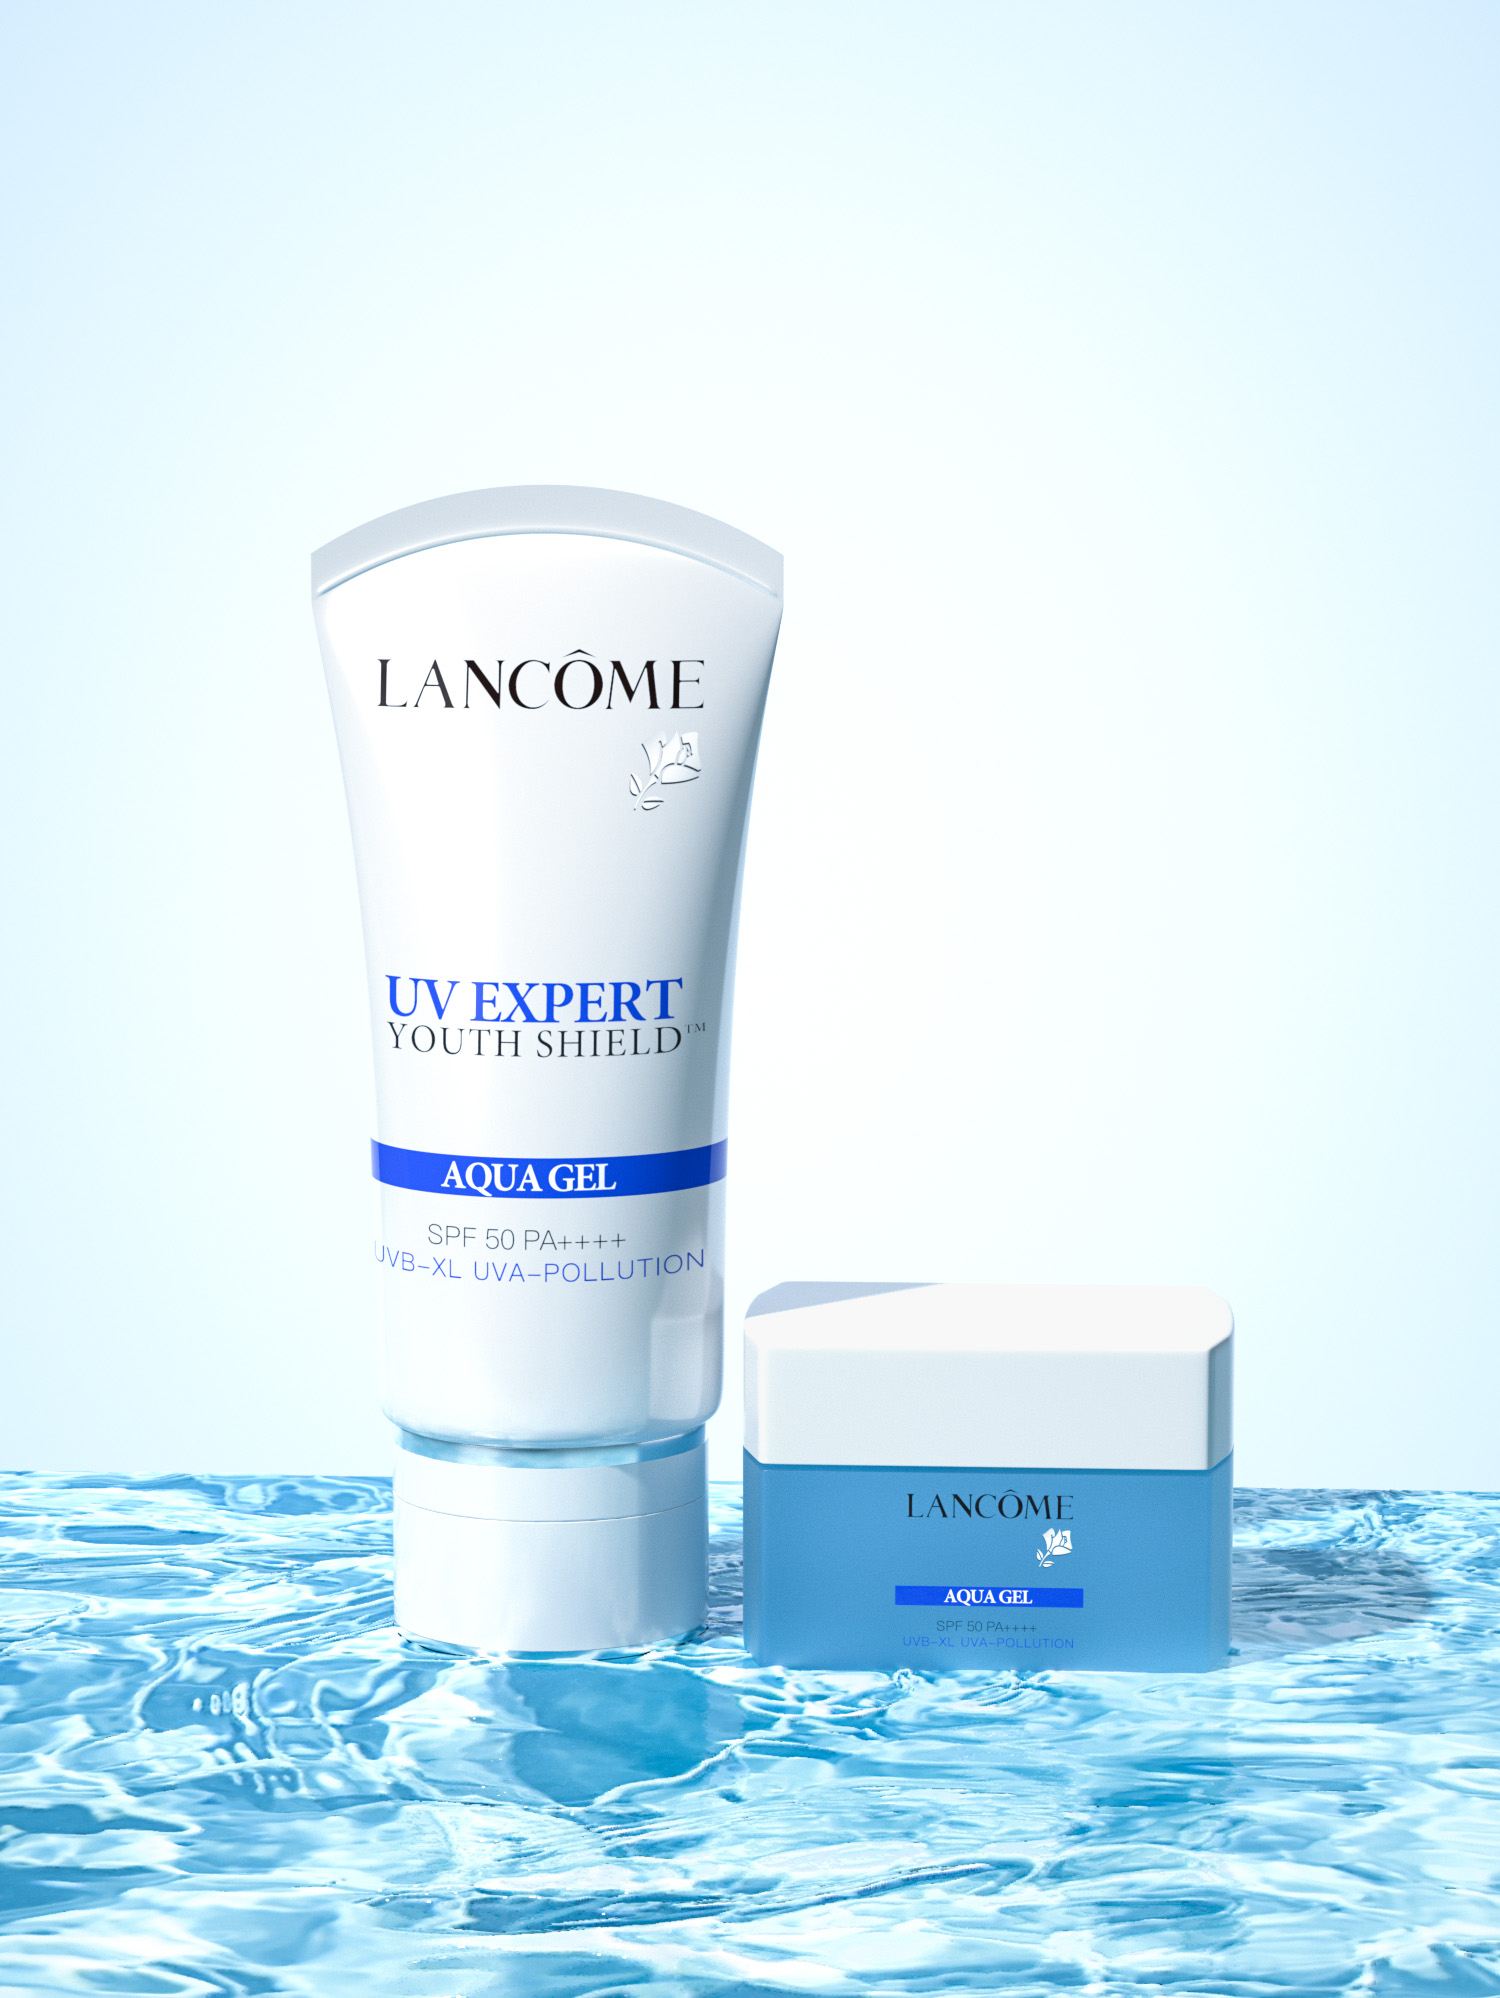 LANCÔME
UV EXPERT
YOUTH SHIELD™
AQUA GEL
SPF 50 PA++++
UVB-XL UVA-POLLUTION
LANCÔME
AQUA GEL
SPF 50 PA++++
UVB-XL UVA-POLLUTION